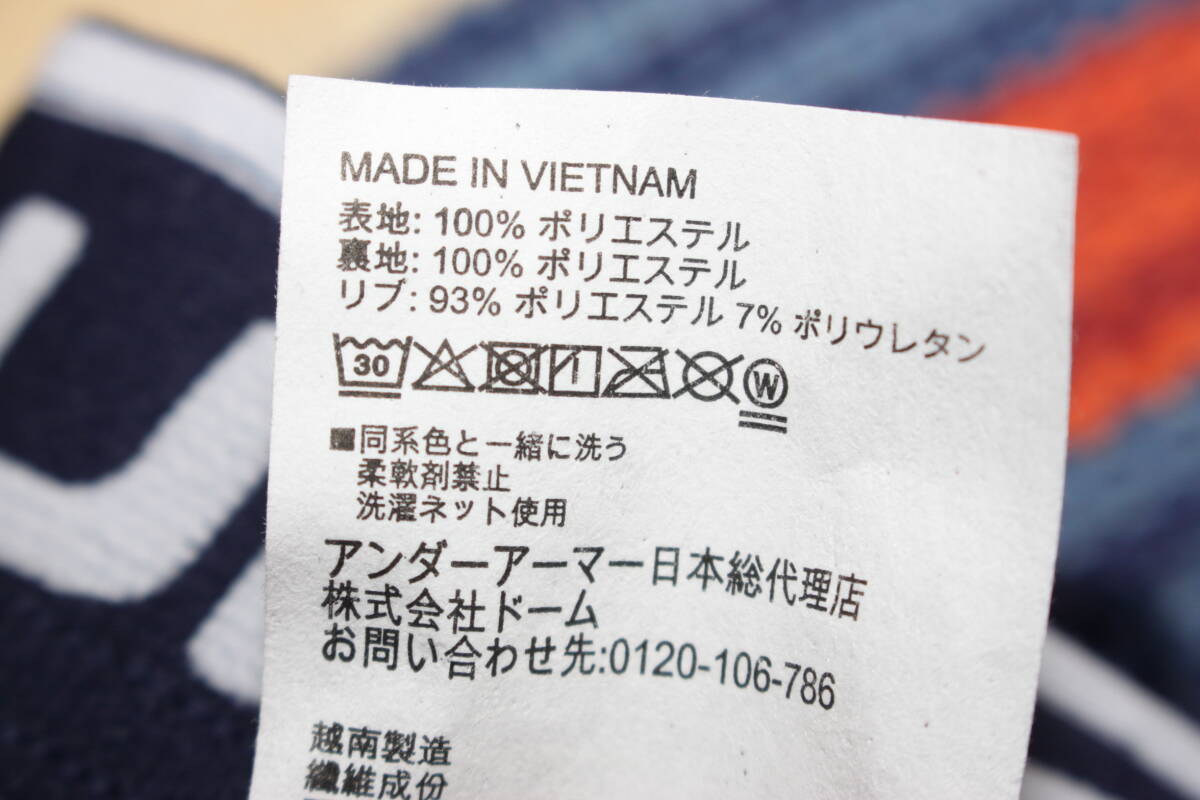 MADE IN VIETNAM
表地: 100% ポリエステル
裏地: 100% ポリエステル
リブ: 93% ポリエステル 7% ポリウレタン
30 W
■同系色と一緒に洗う
柔軟剤禁止
洗濯ネット使用
アンダーアーマー日本総代理店
株式会社ドーム
お問い合わせ先:0120-106-786
越南製造
纖維成份